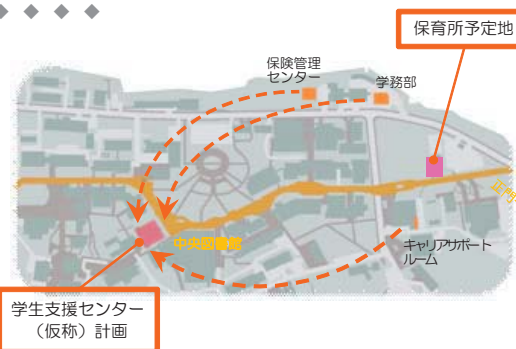 保育所予定地
保険管理
センター
学務部
中央図書館
キャリアサポート
ルーム
学生支援センター
（仮称）計画